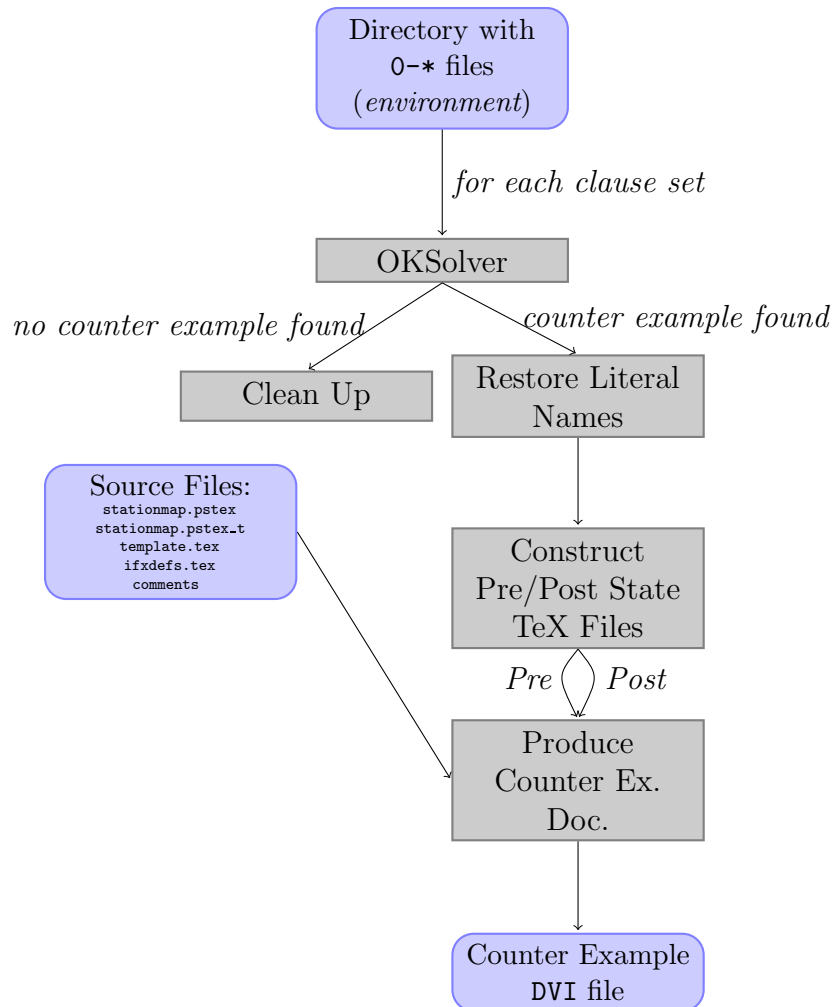 Directory with
0-* files
(environment)
for each clause set
OKSolver
no counter example found
counter example found
Clean Up
Restore Literal
Names
Source Files:
stationmap.pstex
stationmap.pstex_t
template.tex
ifxdefs.tex
comments
Construct
Pre/Post State
TeX Files
Pre
Post
Produce
Counter Ex.
Doc.
Counter Example
DVI file